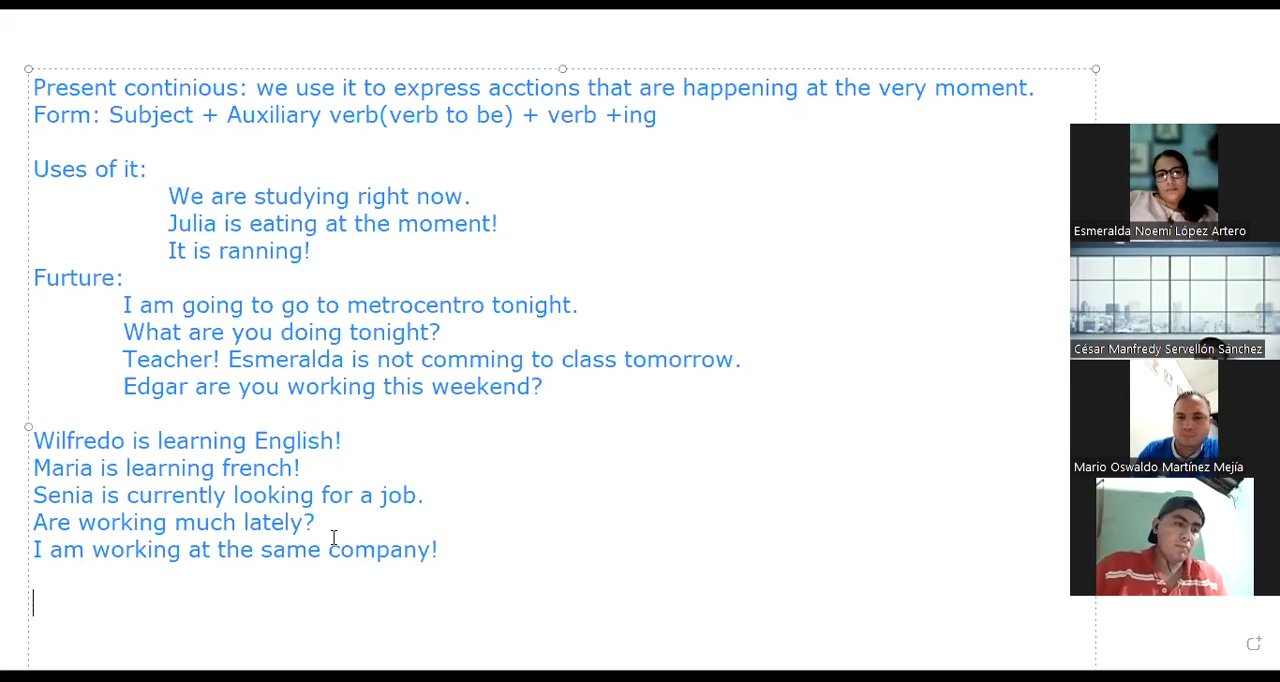 Present continious: we use it to express acctions that are happening at the very moment.
Form: Subject + Auxiliary verb(verb to be) + verb +ing
Uses of it:
We are studying right now.
Julia is eating at the moment!
It is ranning!
Furture:
I am going to go to metrocentro tonight.
What are you doing tonight?
Teacher! Esmeralda is not comming to class tomorrow.
Edgar are you working this weekend?
Wilfredo is learning English!
Maria is learning french!
Senia is currently looking for a job.
Are working much lately?
I am working at the same company!
Esmeralda Noemí López Artero
César Manfredy Servellón Sánchez
Mario Oswaldo Martínez Mejía